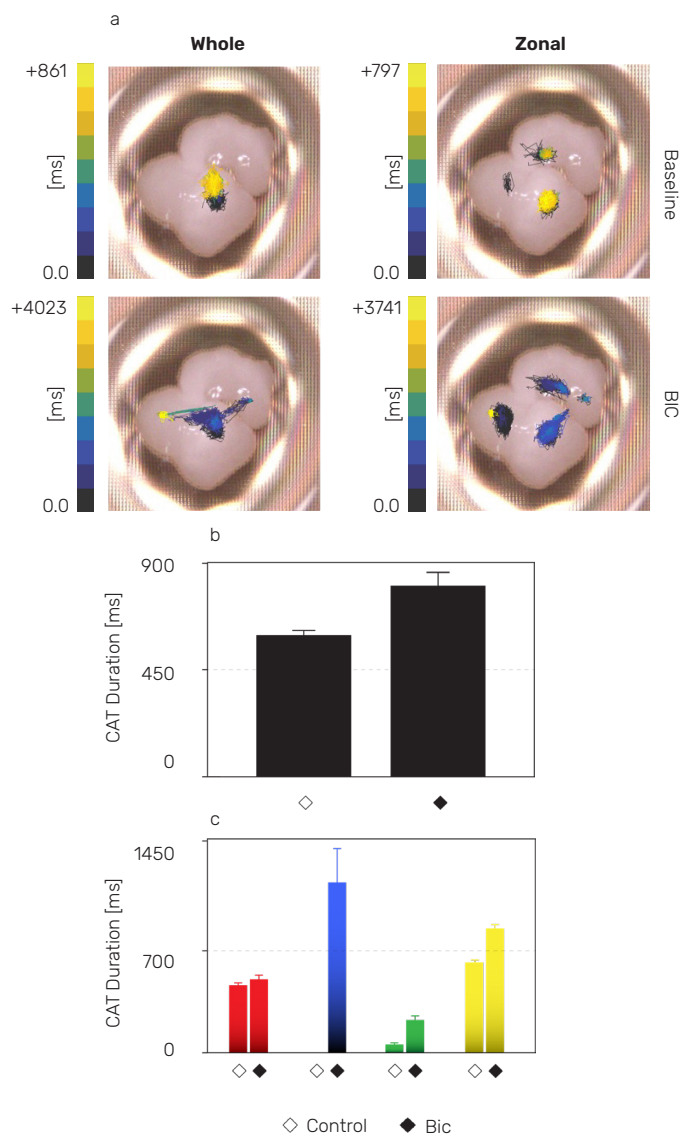 a
Whole
Zonal
+861
[ms]
0.0
+797
[ms]
0.0
Baseline
+4023
[ms]
0.0
+3741
[ms]
0.0
BIC
b
CAT Duration [ms]
900
450
0
c
CAT Duration [ms]
1450
700
0
Control
Bic